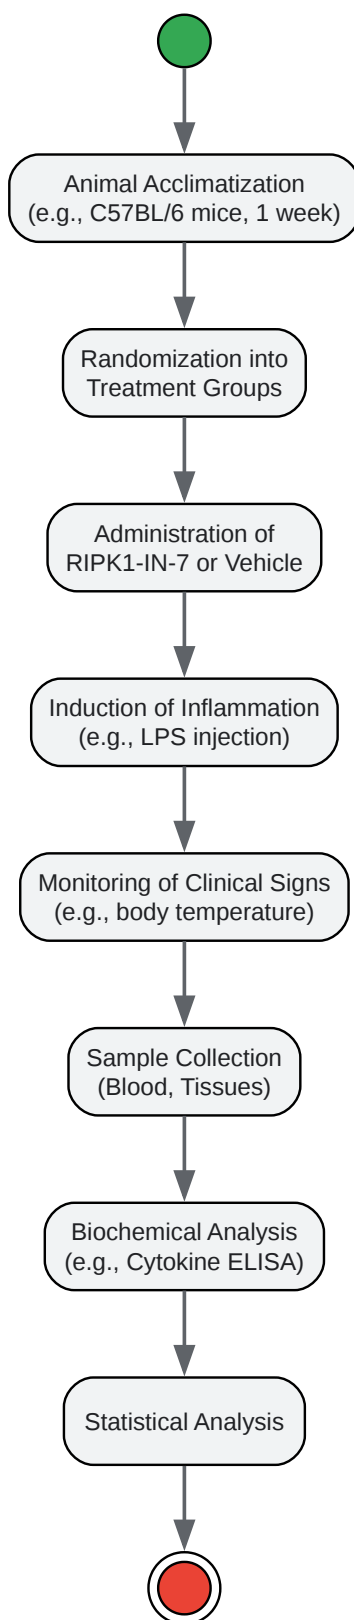 Animal Acclimatization
(e.g., C57BL/6 mice, 1 week)
Randomization into
Treatment Groups
Administration of
RIPK1-IN-7 or Vehicle
Induction of Inflammation
(e.g., LPS injection)
Monitoring of Clinical Signs
(e.g., body temperature)
Sample Collection
(Blood, Tissues)
Biochemical Analysis
(e.g., Cytokine ELISA)
Statistical Analysis